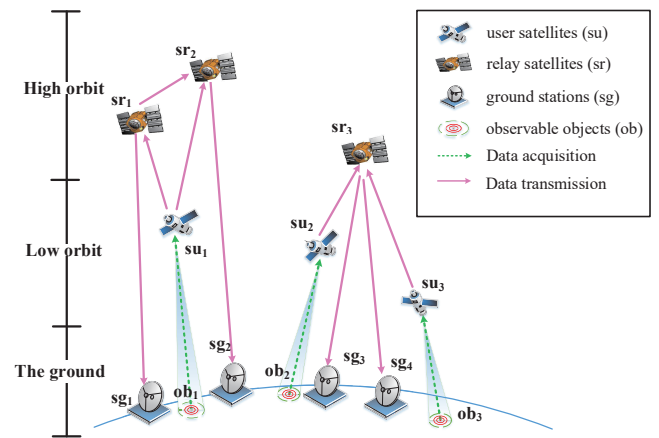 High orbit
Low orbit
The ground
sr1
sr2
sr3
su1
su2
su3
sg1
ob1
sg2
ob2
sg3
sg4
ob3
user satellites (su)
relay satellites (sr)
ground stations (sg)
observable objects (ob)
Data acquisition
Data transmission